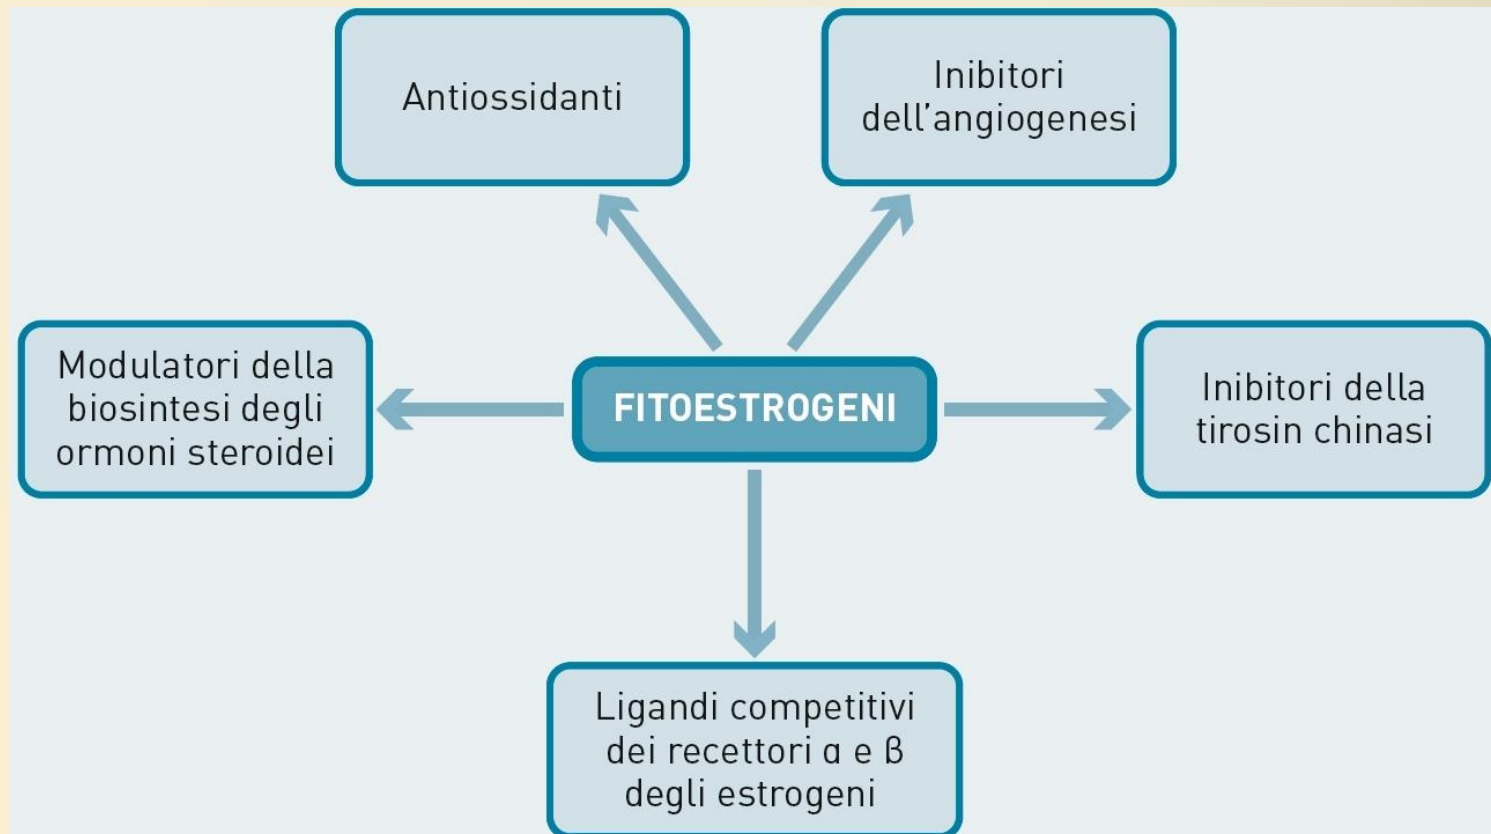 Antiossidanti
Inibitori
dell'angiogenesi
Modulatori della
biosintesi degli
ormoni steroidei
FITOESTROGENI
Inibitori della
tirosin chinasi
Ligandi competitivi
dei recettori α e β
degli estrogeni